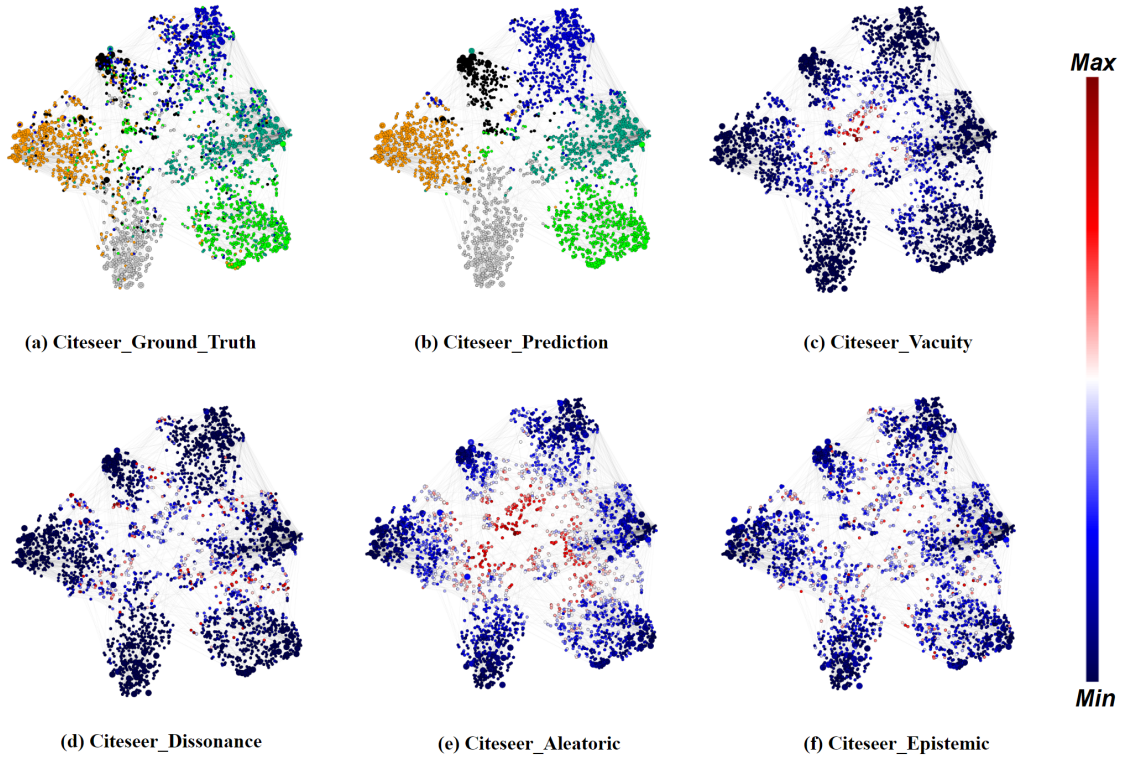 Max
(a) Citeseer_Ground_Truth
(b) Citeseer_Prediction
(c) Citeseer_Vacuity
Min
(d) Citeseer_Dissonance
(e) Citeseer_Aleatoric
(f) Citeseer_Epistemic